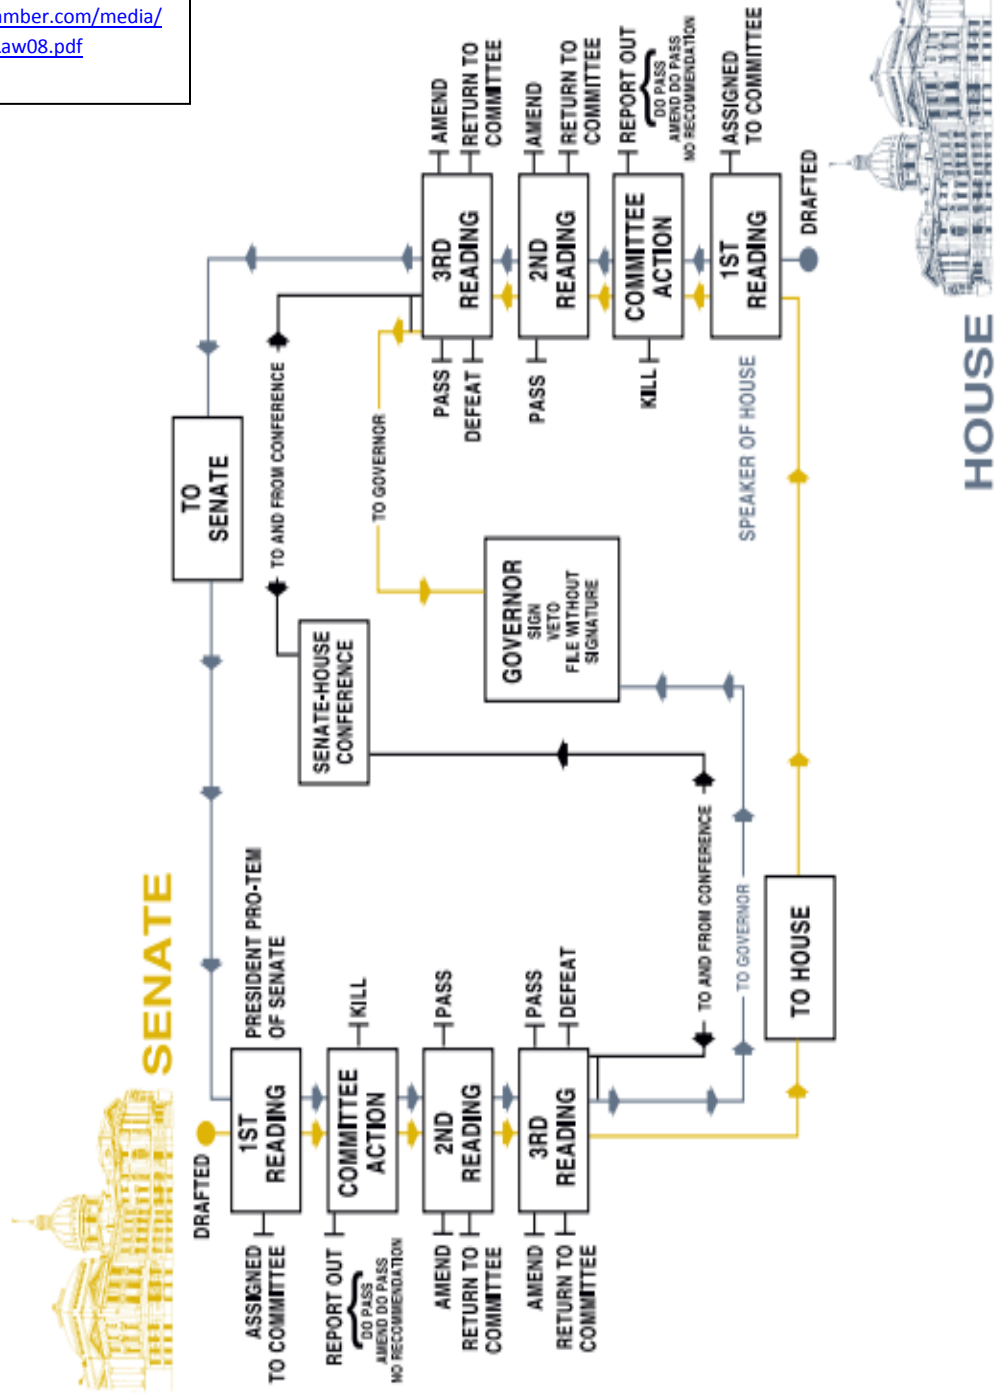 amber.com/media/
Law08.pdf
SENATE
DRAFTED
1ST
READING
PRESIDENT PRO-TEM
OF SENATE
ASSIGNED
TO COMMITTEE
COMMITTEE
ACTION
KILL
REPORT OUT
DO PASS
AMEND DO PASS
NO RECOMMENDATION
2ND
READING
PASS
AMEND
RETURN TO
COMMITTEE
3RD
READING
PASS
DEFEAT
AMEND
RETURN TO
COMMITTEE
TO
SENATE
TO AND FROM CONFERENCE
SENATE-HOUSE
CONFERENCE
TO GOVERNOR
GOVERNOR
SIGN
VETO
FILE WITHOUT
SIGNATURE
TO AND FROM CONFERENCE
TO GOVERNOR
TO HOUSE
3RD
READING
AMEND
RETURN TO
COMMITTEE
PASS
DEFEAT
2ND
READING
AMEND
RETURN TO
COMMITTEE
PASS
COMMITTEE
ACTION
REPORT OUT
DO PASS
AMEND DO PASS
NO RECOMMENDATION
KILL
1ST
READING
ASSIGNED
TO COMMITTEE
SPEAKER OF HOUSE
DRAFTED
HOUSE